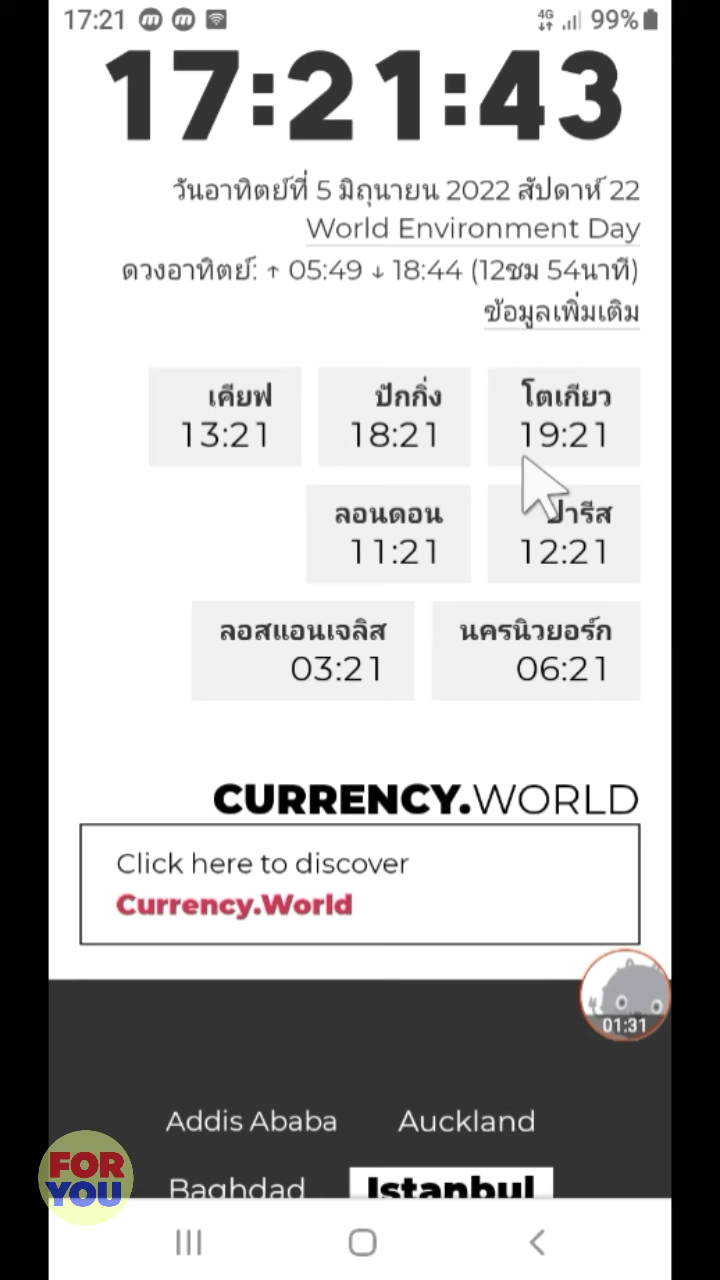 17:21 99%
4G
17:21:43
วันอาทิตย์ที่ 5 มิถุนายน 2022 สัปดาห์ 22
World Environment Day
ดวงอาทิตย์: ↑ 05:49 ↓ 18:44 (12ชม 54นาที)
ข้อมูลเพิ่มเติม
เคียฟ ปักกิ่ง โตเกียว
13:21 18:21 19:21
ลอนดอน ปารีส
11:21 12:21
ลอสแอนเจลิส นครนิวยอร์ก
03:21 06:21
CURRENCY.WORLD
Click here to discover
Currency.World
01:31
Addis Ababa Auckland
Baghdad Istanbul
FOR
YOU